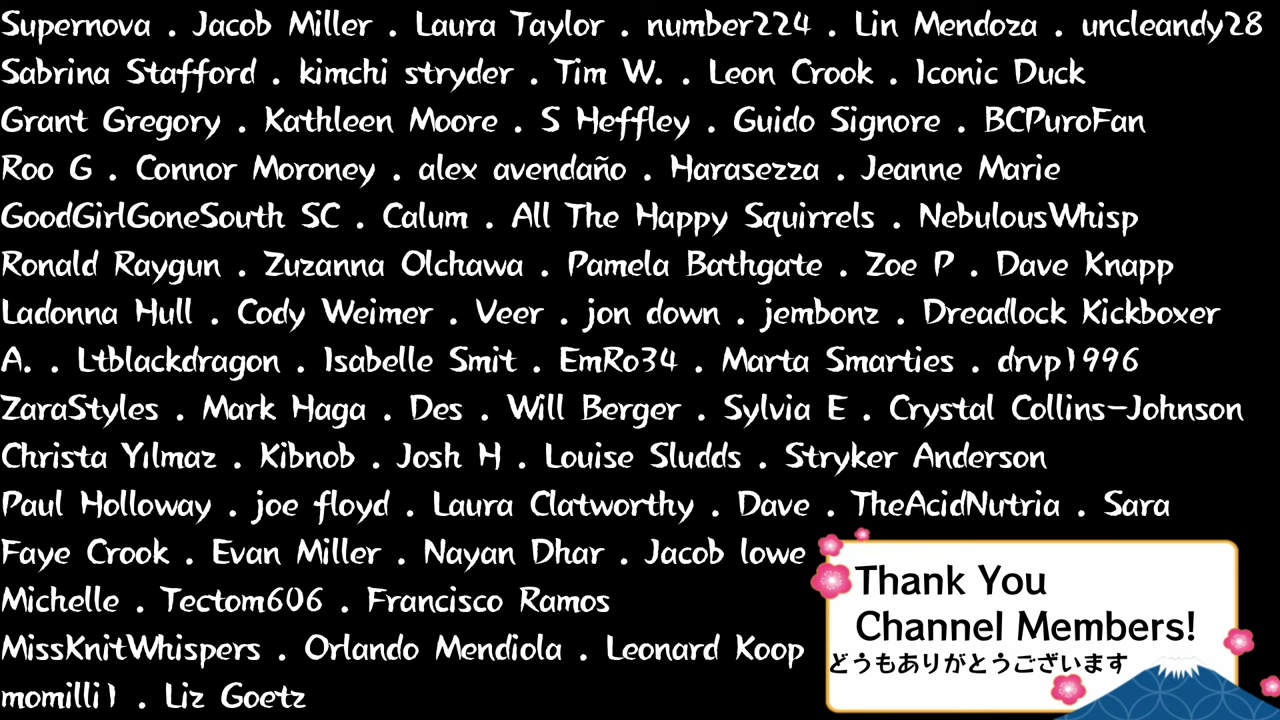 Supernova . Jacob Miller . Laura Taylor . number224 . Lin Mendoza . uncleandy28
Sabrina Stafford . kimchi stryder . Tim W. . Leon Crook . Iconic Duck
Grant Gregory . Kathleen Moore . S Heffley . Guido Signore . BCPuroFan
Roo G . Connor Moroney . alex avendaño . Harasezza . Jeanne Marie
GoodGirlGoneSouth SC . Calum . All The Happy Squirrels . NebulousWhisp
Ronald Raygun . Zuzanna Olchawa . Pamela Bathgate . Zoe P . Dave Knapp
Ladonna Hull . Cody Weimer . Veer . jon down . jembonz . Dreadlock Kickboxer
A. . Ltblackdragon . Isabelle Smit . EmRo34 . Marta Smarties . drvp1996
ZaraStyles . Mark Haga . Des . Will Berger . Sylvia E . Crystal Collins-Johnson
Christa Yılmaz . Kibnob . Josh H . Louise Sludds . Stryker Anderson
Paul Holloway . joe floyd . Laura Clatworthy . Dave . TheAcidNutria . Sara
Faye Crook . Evan Miller . Nayan Dhar . Jacob lowe
Michelle . Tectom606 . Francisco Ramos
MissKnitWhispers . Orlando Mendiola . Leonard Koop
momilli1 . Liz Goetz
Thank You
Channel Members!
どうもありがとうございます